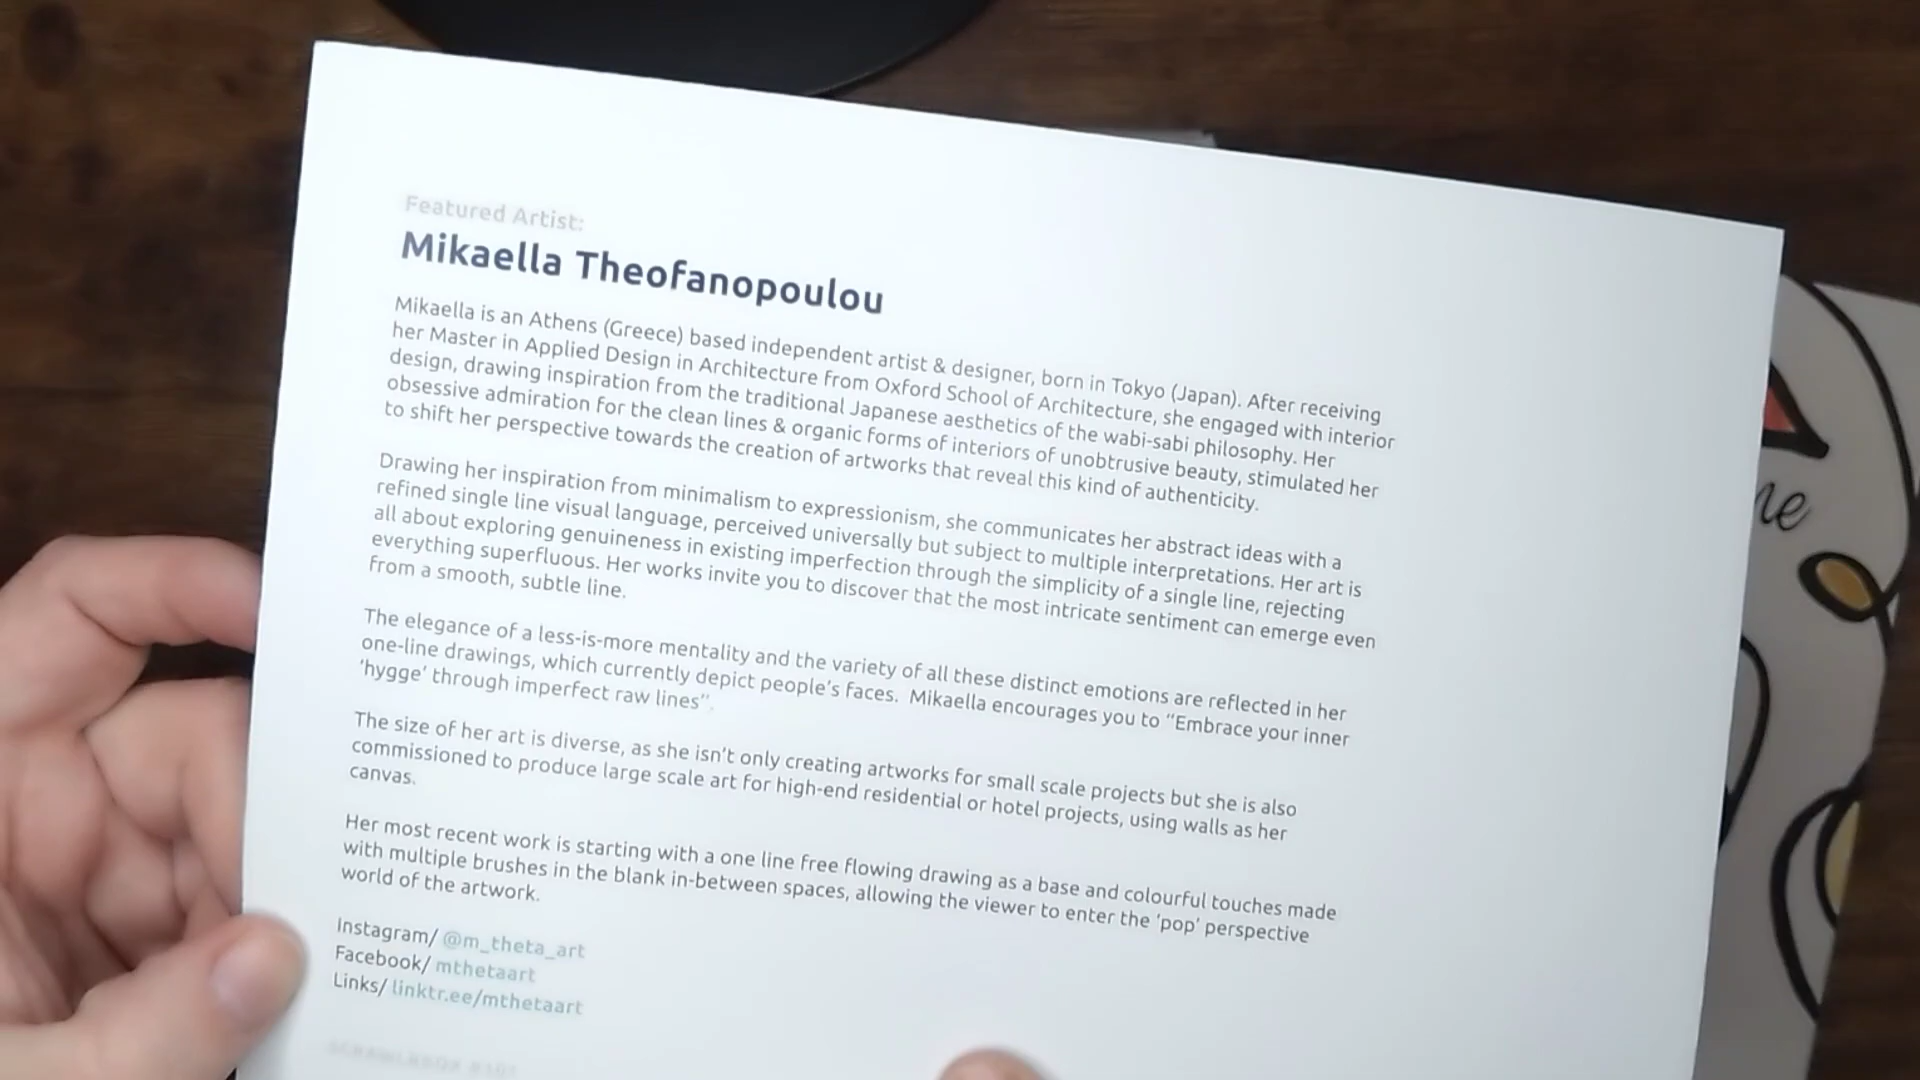 Featured Artist:
Mikaella Theofanopoulou
Mikaella is an Athens (Greece) based independent artist & designer, born in Tokyo (Japan). After receiving
her Master in Applied Design in Architecture from Oxford School of Architecture, she engaged with interior
design, drawing inspiration from the traditional Japanese aesthetics of the wabi-sabi philosophy. Her
obsessive admiration for the clean lines & organic forms of interiors of unobtrusive beauty, stimulated her
to shift her perspective towards the creation of artworks that reveal this kind of authenticity.
Drawing her inspiration from minimalism to expressionism, she communicates her abstract ideas with a
refined single line visual language, perceived universally but subject to multiple interpretations. Her art is
all about exploring genuineness in existing imperfection through the simplicity of a single line, rejecting
everything superfluous. Her works invite you to discover that the most intricate sentiment can emerge even
from a smooth, subtle line.
The elegance of a less-is-more mentality and the variety of all these distinct emotions are reflected in her
one-line drawings, which currently depict people's faces. Mikaella encourages you to "Embrace your inner
'hygge' through imperfect raw lines".
The size of her art is diverse, as she isn't only creating artworks for small scale projects but she is also
commissioned to produce large scale art for high-end residential or hotel projects, using walls as her
canvas.
Her most recent work is starting with a one line free flowing drawing as a base and colourful touches made
with multiple brushes in the blank in-between spaces, allowing the viewer to enter the 'pop' perspective
world of the artwork.
Instagram/ @m_theta_art
Facebook/ mthetaart
Links/ linktr.ee/mthetaart